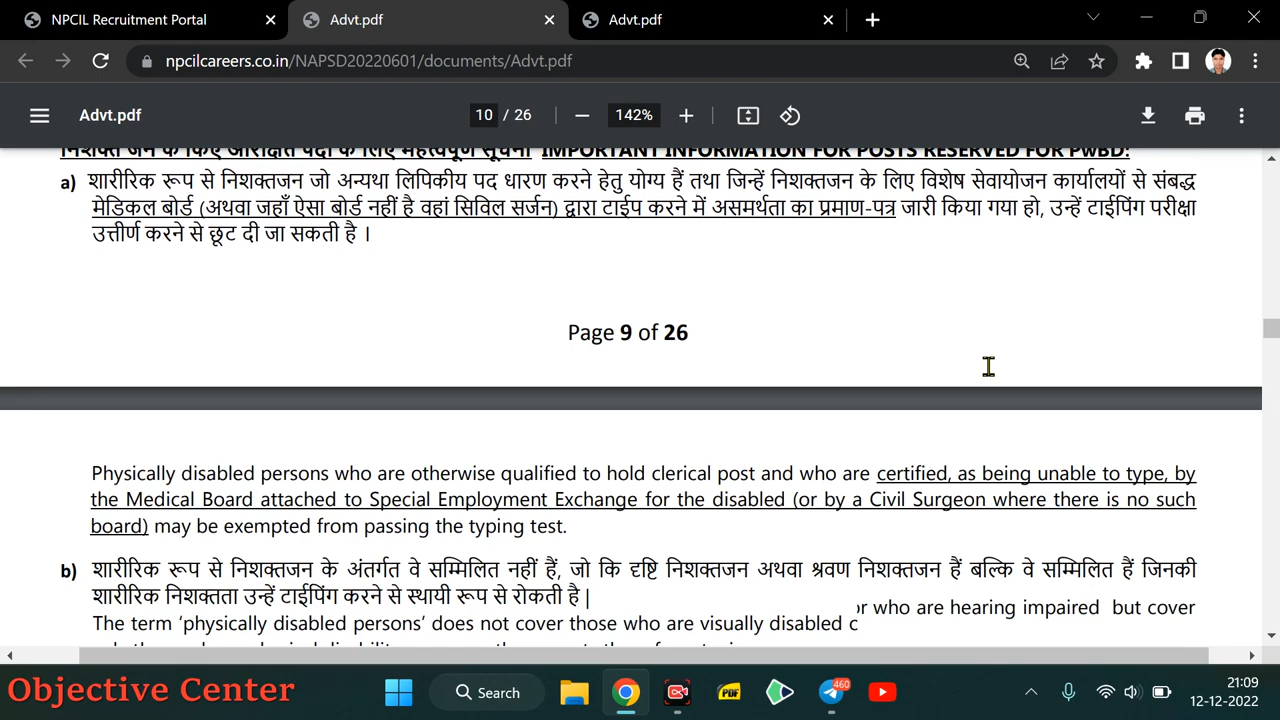 NPCIL Recruitment Portal
Advt.pdf
Advt.pdf
npcilcareers.co.in/NAPSD20220601/documents/Advt.pdf
Advt.pdf
10 / 26
142%
IMPORTANT INFORMATION FOR POSTS RESERVED FOR PwBD:
a) शारीरिक रूप से निशक्तजन जो अन्यथा लिपिकीय पद धारण करने हेतु योग्य हैं तथा जिन्हें निशक्तजन के लिए विशेष सेवायोजन कार्यालयों से संबद्ध
मेडिकल बोर्ड (अथवा जहाँ ऐसा बोर्ड नहीं है वहां सिविल सर्जन) द्वारा टाईप करने में असमर्थता का प्रमाण-पत्र जारी किया गया हो, उन्हें टाईपिंग परीक्षा
उत्तीर्ण करने से छूट दी जा सकती है ।
Page 9 of 26
Physically disabled persons who are otherwise qualified to hold clerical post and who are certified, as being unable to type, by
the Medical Board attached to Special Employment Exchange for the disabled (or by a Civil Surgeon where there is no such
board) may be exempted from passing the typing test.
b) शारीरिक रूप से निशक्तजन के अंतर्गत वे सम्मिलित नहीं हैं, जो कि दृष्टि निशक्तजन अथवा श्रवण निशक्तजन हैं बल्कि वे सम्मिलित हैं जिनकी
शारीरिक निशक्तता उन्हें टाईपिंग करने से स्थायी रूप से रोकती है |
The term ‘physically disabled persons’ does not cover those who are visually disabled or who are hearing impaired but cover
Objective Center
Search
PDF
460
21:09
12-12-2022